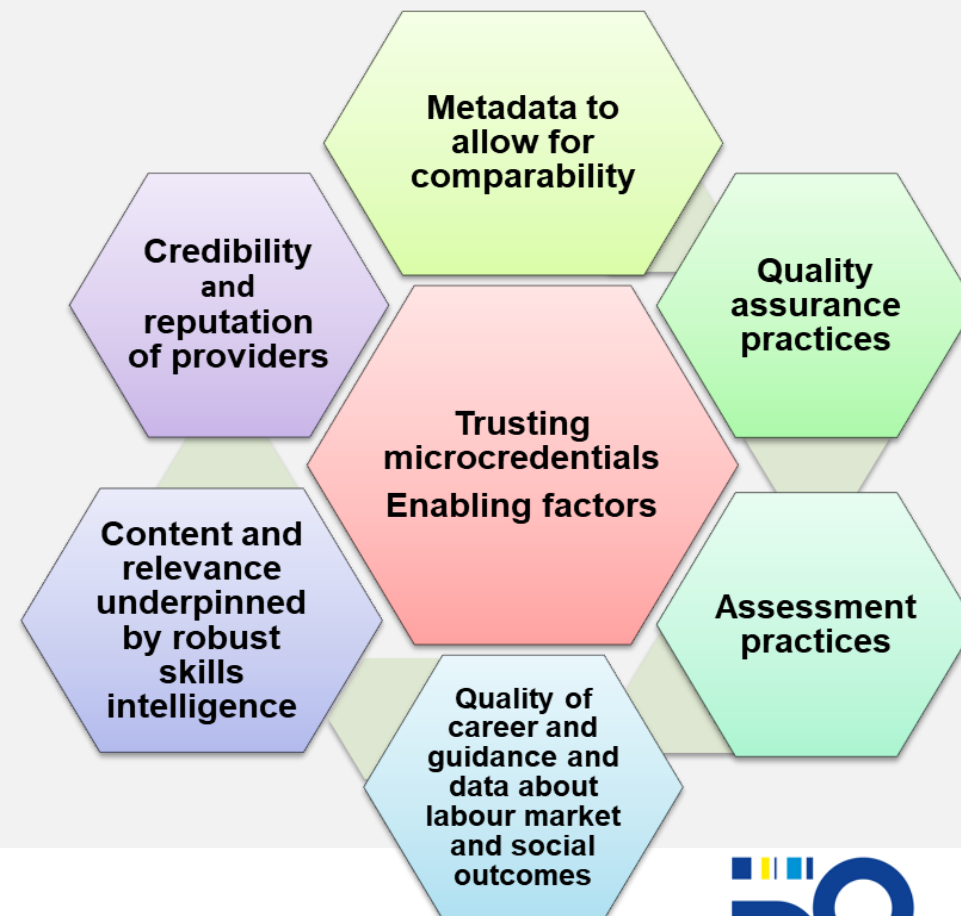 Metadata to
allow for
comparability
Credibility
and
reputation
of providers
Quality
assurance
practices
Trusting
microcredentials
Enabling factors
Content and
relevance
underpinned
by robust
skills
intelligence
Assessment
practices
Quality of
career and
guidance and
data about
labour market
and social
outcomes